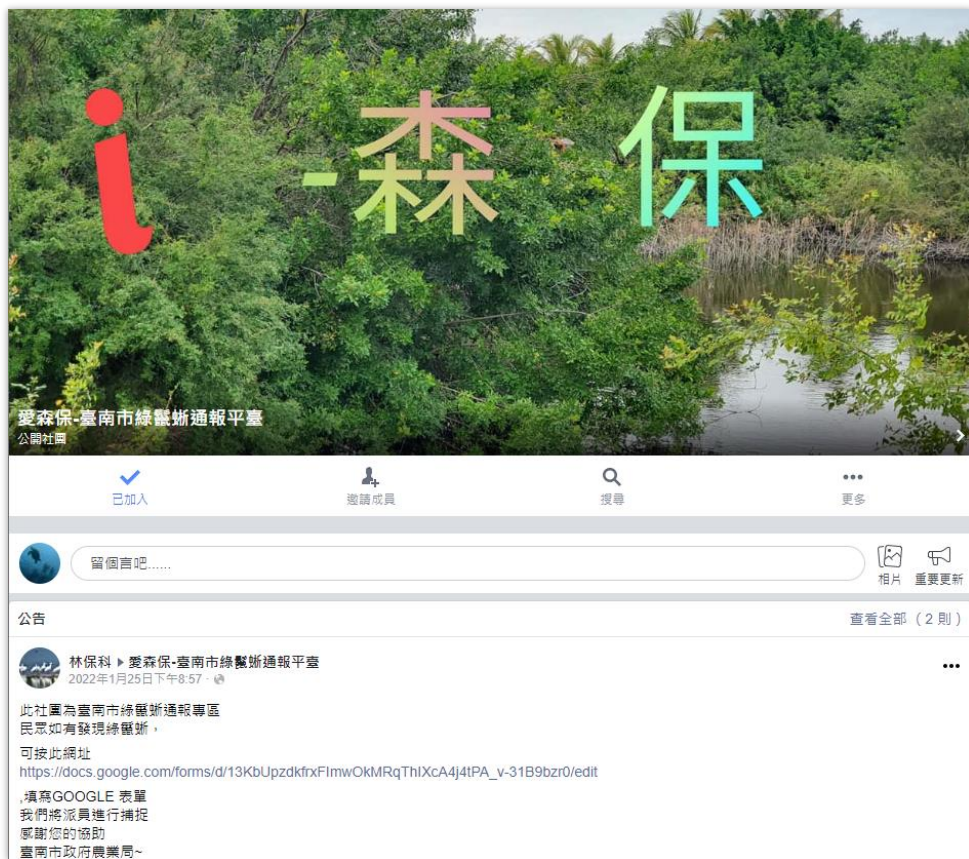 i -森 保
愛森保-臺南市綠鬣蜥通報平臺
公開社團
已加入
邀請成員
搜尋
更多
留個言吧......
相片
重要更新
公告
查看全部（2 則）
林保科 ▸ 愛森保-臺南市綠鬣蜥通報平臺
2022年1月25日下午8:57 ·
此社團為臺南市綠鬣蜥通報專區
民眾如有發現綠鬣蜥，
可按此網址
https://docs.google.com/forms/d/13KbUpzdkfrxFImwOkMRqThIXcA4j4tPA_v-31B9bzr0/edit
,填寫GOOGLE 表單
我們將派員進行捕捉
感謝您的協助
臺南市政府農業局~